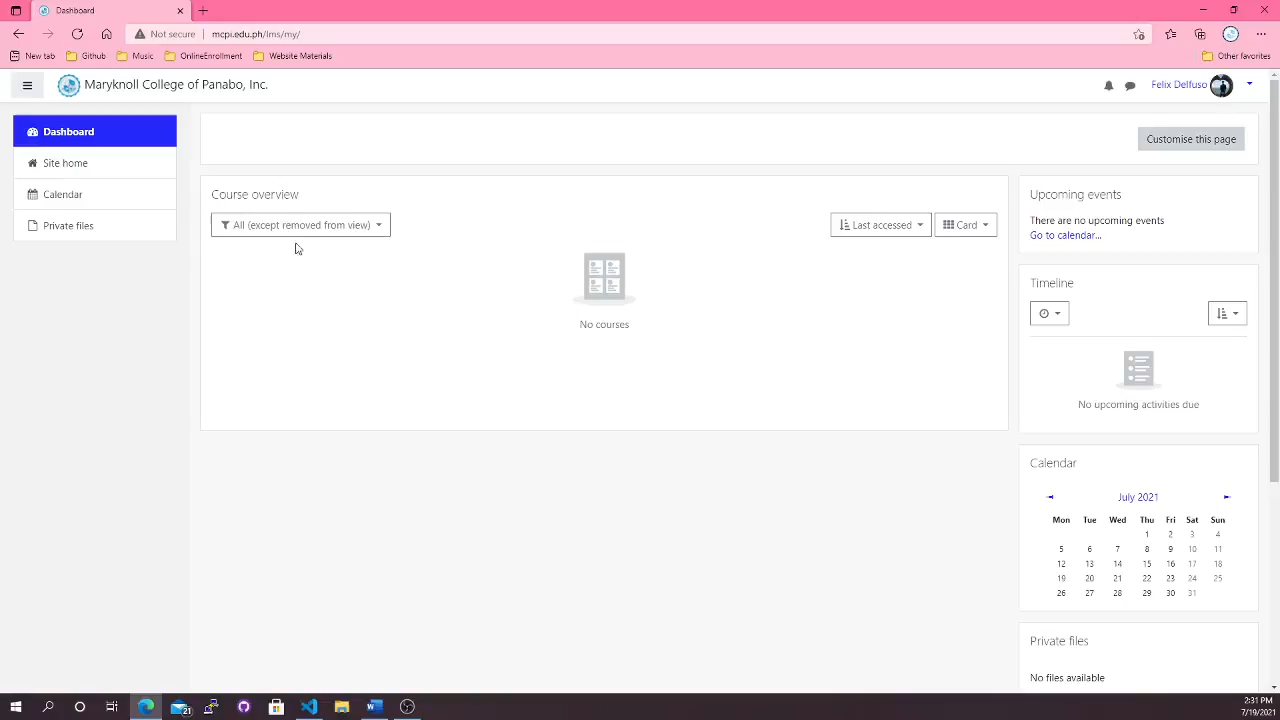 Dashboard
Not secure
mcp.edu.ph/lms/my/
New tab
Github
Music
OnlineEnrollment
Website Materials
Other favorites
Maryknoll College of Panabo, Inc.
Felix Delfuso
Dashboard
Site home
Calendar
Private files
Customise this page
Course overview
All (except removed from view)
Last accessed
Card
No courses
Upcoming events
There are no upcoming events
Go to calendar...
Timeline
No upcoming activities due
Calendar
July 2021
Mon Tue Wed Thu Fri Sat Sun
1 2 3 4
5 6 7 8 9 10 11
12 13 14 15 16 17 18
19 20 21 22 23 24 25
26 27 28 29 30 31
Private files
No files available
21
2:31 PM
7/19/2021